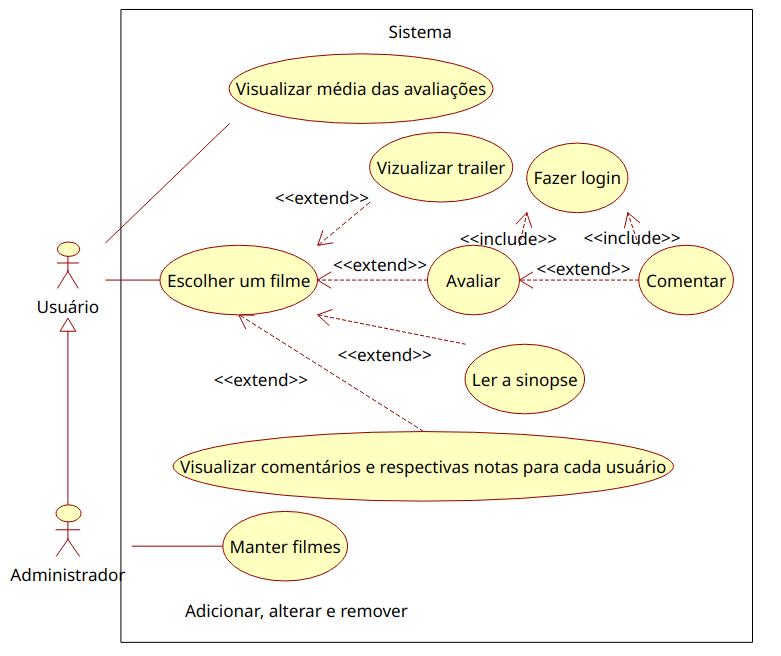 Sistema
Visualizar média das avaliações
Vizualizar trailer
Fazer login
<<extend>>
<<include>>
<<include>>
Usuário
Escolher um filme
<<extend>>
Avaliar
<<extend>>
Comentar
<<extend>>
<<extend>>
Ler a sinopse
Visualizar comentários e respectivas notas para cada usuário
Administrador
Manter filmes
Adicionar, alterar e remover